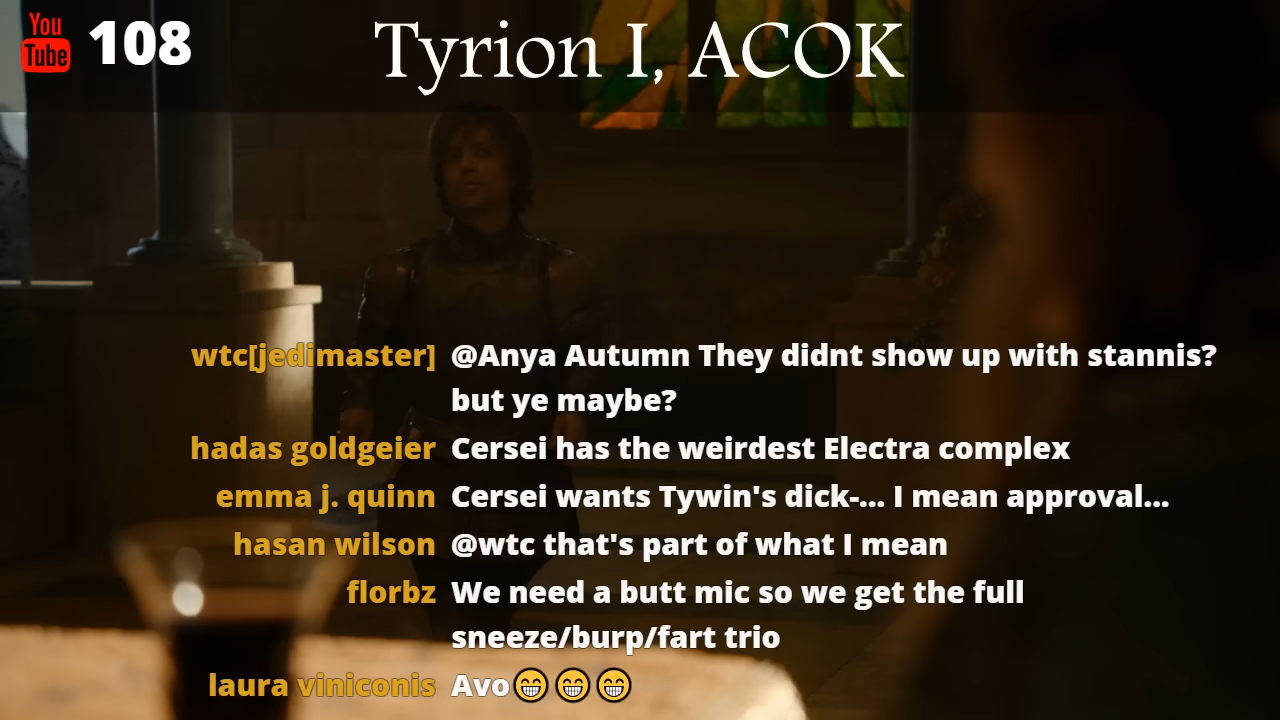 You
Tube
108
Tyrion I, ACOK
wtc[jedimaster] @Anya Autumn They didnt show up with stannis?
but ye maybe?
hadas goldgeier Cersei has the weirdest Electra complex
emma j. quinn Cersei wants Tywin's dick-... I mean approval...
hasan wilson @wtc that's part of what I mean
florbz We need a butt mic so we get the full
sneeze/burp/fart trio
laura viniconis Avo😁😁😁